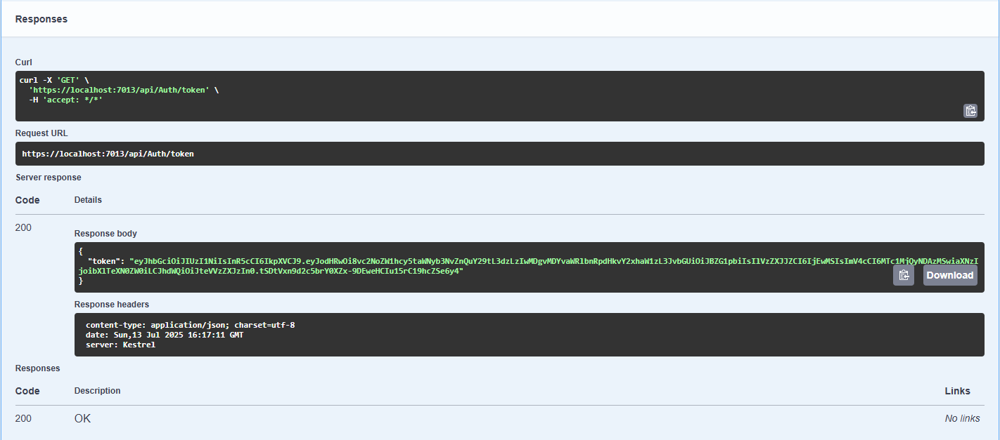 Responses
Curl
curl -X 'GET' \
'https://localhost:7013/api/Auth/token' \
-H 'accept: */*'
Request URL
https://localhost:7013/api/Auth/token
Server response
Code Details
200
Response body
{
"token": "eyJhbGciOiJIUzI1NiIsInR5cCI6IkpXVCJ9.eyJodHRwOi8vc2NoZW1hcy5taWNyb3NvZnQuY29tL3dzLzIwMDgvMDYvaWRlbnRpdHkvY2xhaW1zL3JvbGUiOiJBZG1pbiIsIlVzZXJJZCI6IjEwMSIsImV4cCI6MTc1MjQyNDAzMSwiaXNzI
joibXlTeXN0ZW0iLCJhdWQiOiJteVVzZXJzIn0.tSDtVxn9d2c5brY0XZx-9DEweHCIu15rC19hcZSe6y4"
}
Download
Response headers
content-type: application/json; charset=utf-8
date: Sun,13 Jul 2025 16:17:11 GMT
server: Kestrel
Responses
Code Description Links
200 OK No links